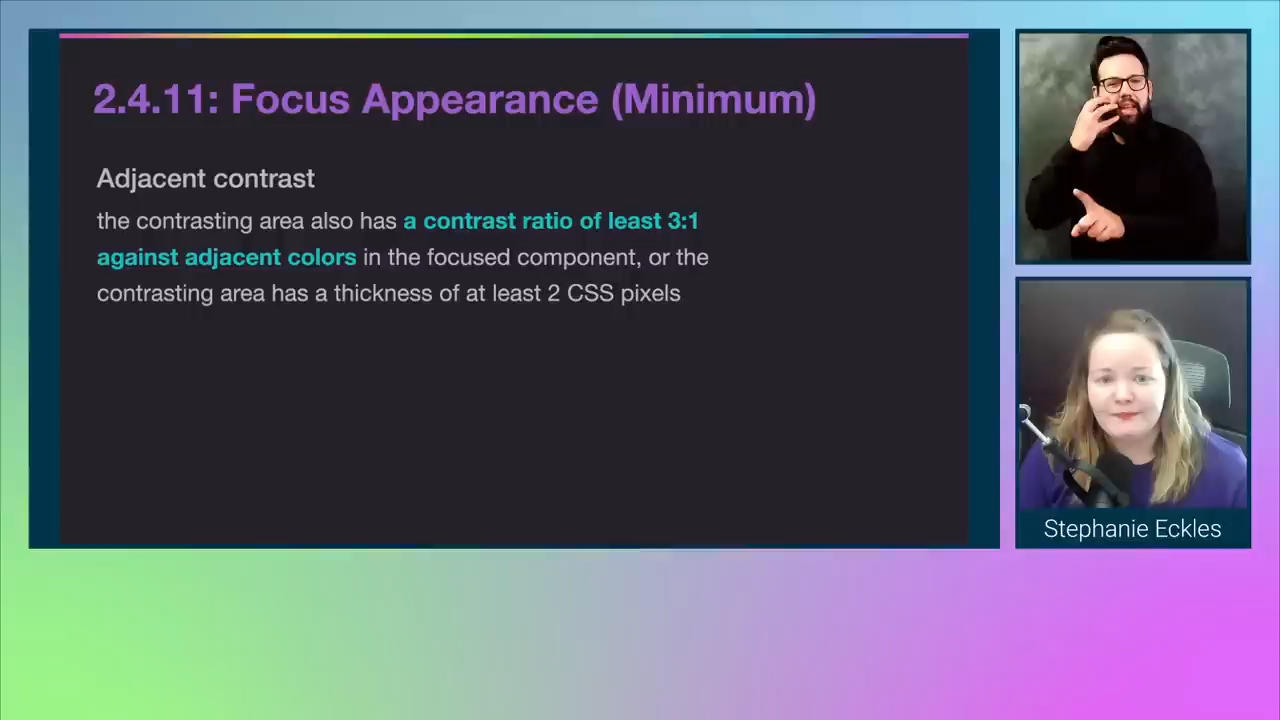 2.4.11: Focus Appearance (Minimum)
Adjacent contrast
the contrasting area also has a contrast ratio of least 3:1
against adjacent colors in the focused component, or the
contrasting area has a thickness of at least 2 CSS pixels
Stephanie Eckles